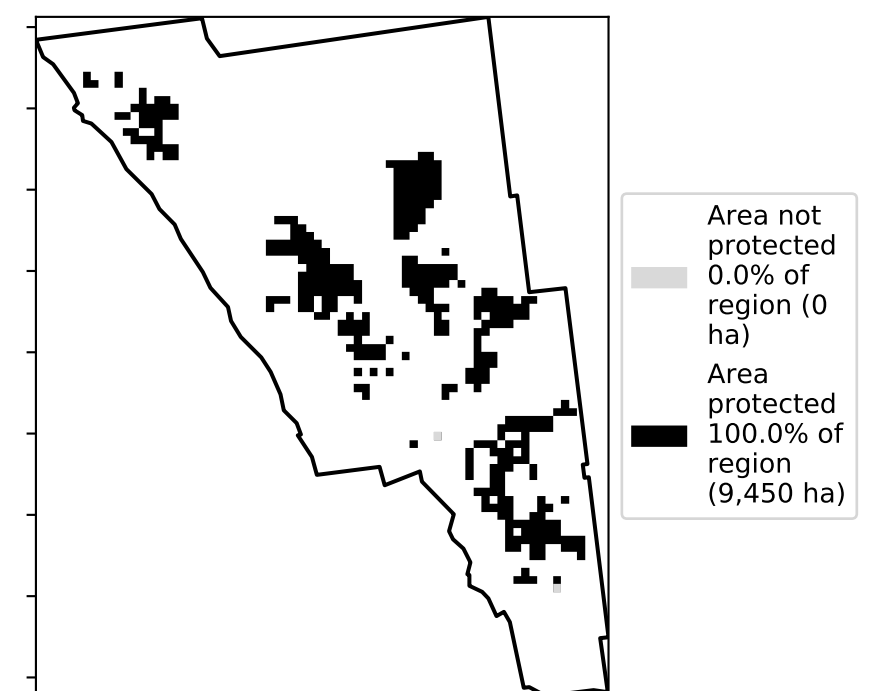 Area not
protected
0.0% of
region (0
ha)
Area
protected
100.0% of
region
(9,450 ha)